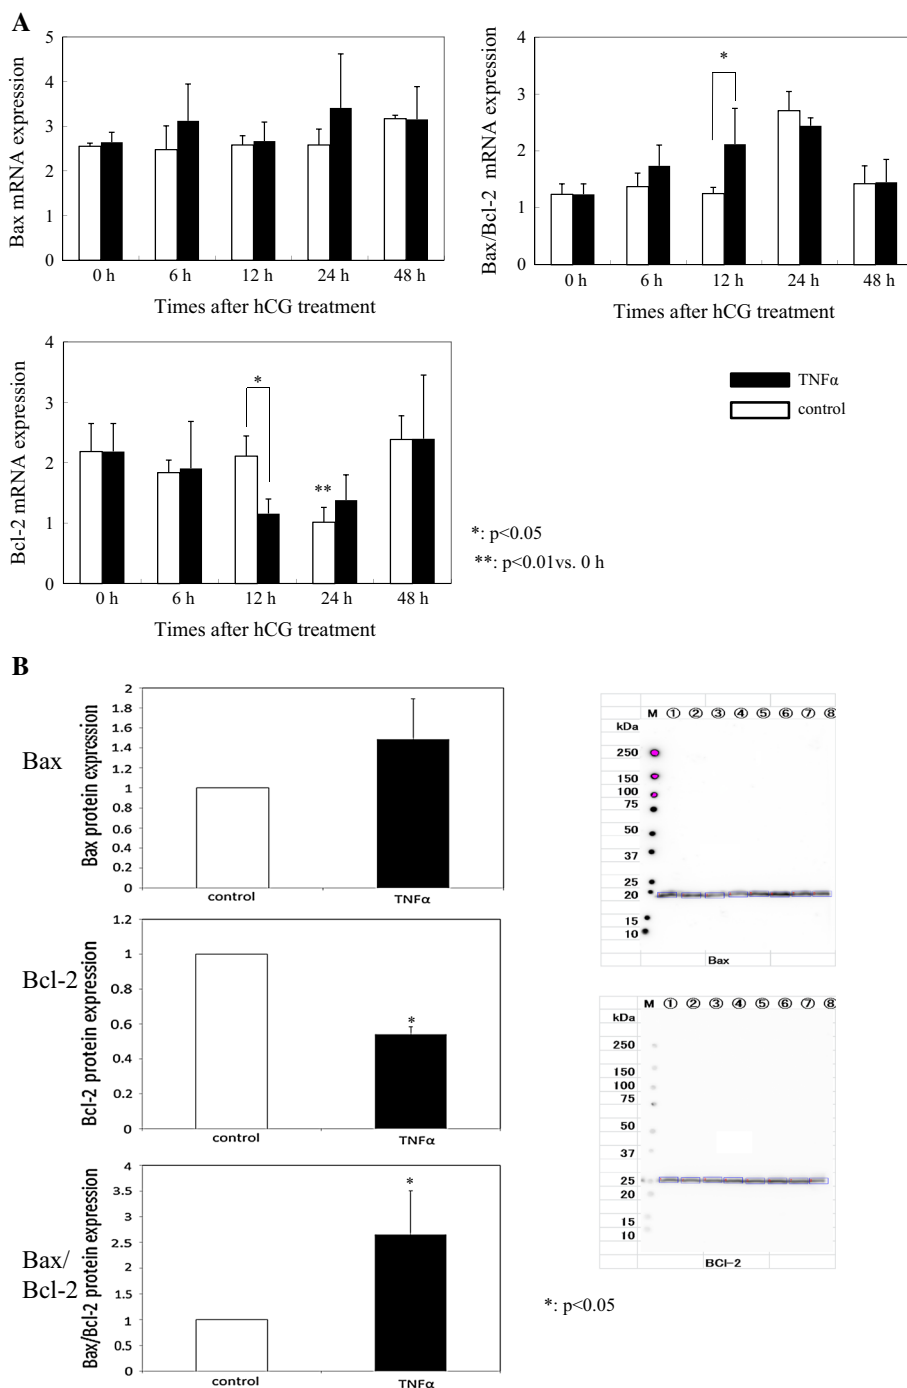 A
Bax mRNA expression
5
4
3
2
1
0
0 h 6 h 12 h 24 h 48 h
Times after hCG treatment
Bax/Bcl-2 mRNA expression
4
3
2
1
0
*
0 h 6 h 12 h 24 h 48 h
Times after hCG treatment
Bcl-2 mRNA expression
4
3
2
1
0
*
**
0 h 6 h 12 h 24 h 48 h
Times after hCG treatment
TNFα
control
*: p<0.05
**: p<0.01vs. 0 h
B
Bax
Bax protein expression
2
1.8
1.6
1.4
1.2
1
0.8
0.6
0.4
0.2
0
control TNFα
Bcl-2
Bcl-2 protein expression
1.2
1
0.8
0.6
0.4
0.2
0
*
control TNFα
Bax/
Bcl-2
Bax/Bcl-2 protein expression
4
3.5
3
2.5
2
1.5
1
0.5
0
*
control TNFα
M ① ② ③ ④ ⑤ ⑥ ⑦ ⑧
kDa
250
150
100
75
50
37
25
20
15
10
Bax
M ① ② ③ ④ ⑤ ⑥ ⑦ ⑧
kDa
250
150
100
75
50
37
25
20
15
10
BCl-2
*: p<0.05